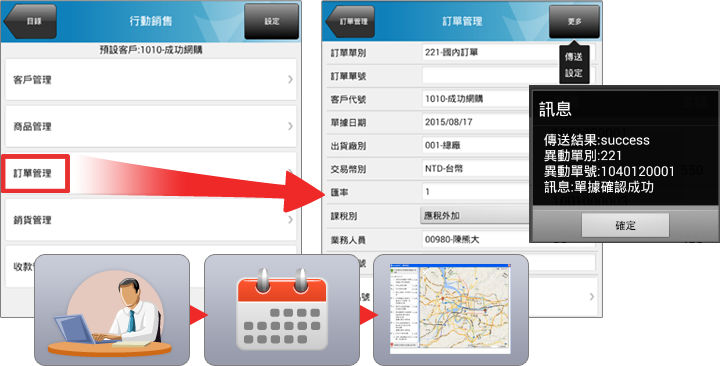 目錄
行動銷售
設定
預設客戶:1010-成功網購
客戶管理
商品管理
訂單管理
銷貨管理
收款
訂單管理
訂單管理
更多
傳送
設定
訂單單別
221-國內訂單
訂單單號
客戶代號
1010-成功網購
單據日期
2015/08/17
出貨廠別
001-總廠
交易幣別
NTD-台幣
匯率
1
課稅別
應稅外加
業務人員
00980-陳熊大
號
號
訊息
傳送結果:success
異動單別:221
異動單號:1040120001
訊息:單據確認成功
確定